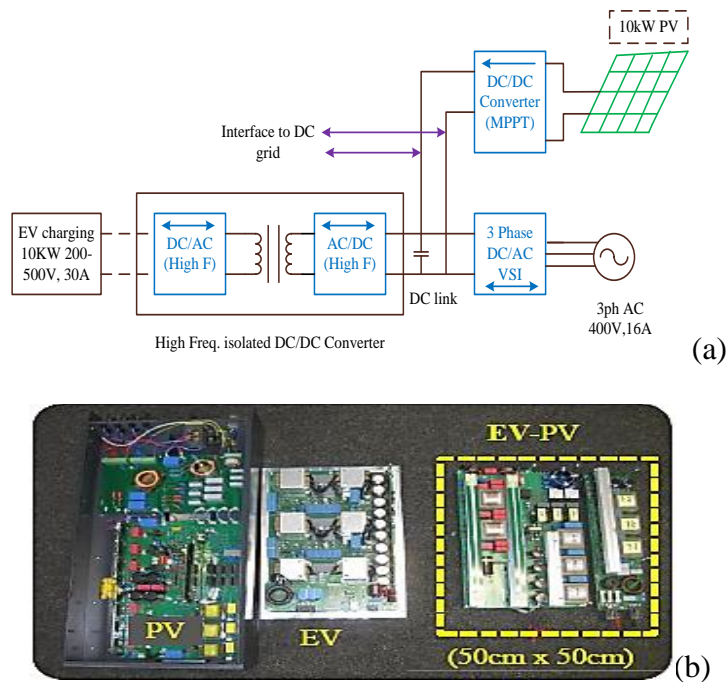 10kW PV
DC/DC
Converter
(MPPT)
Interface to DC
grid
EV charging
10KW 200-
500V, 30A
DC/AC
(High F)
AC/DC
(High F)
3 Phase
DC/AC
VSI
DC link
3ph AC
400V,16A
High Freq. isolated DC/DC Converter
(a)
EV-PV
PV
EV
(50cm x 50cm)
(b)